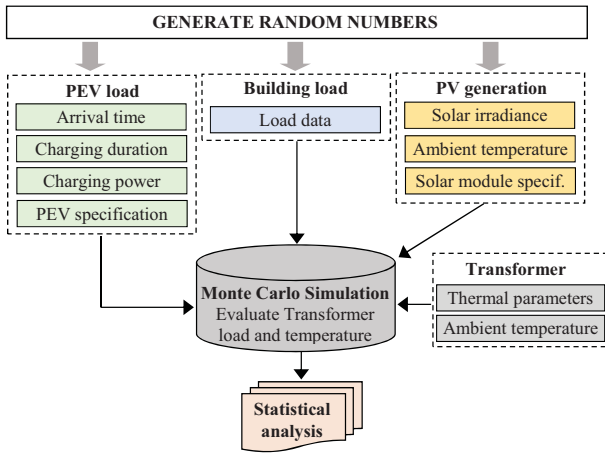 GENERATE RANDOM NUMBERS
PEV load
Arrival time
Charging duration
Charging power
PEV specification
Building load
Load data
PV generation
Solar irradiance
Ambient temperature
Solar module specif.
Transformer
Thermal parameters
Ambient temperature
Monte Carlo Simulation
Evaluate Transformer
load and temperature
Statistical
analysis